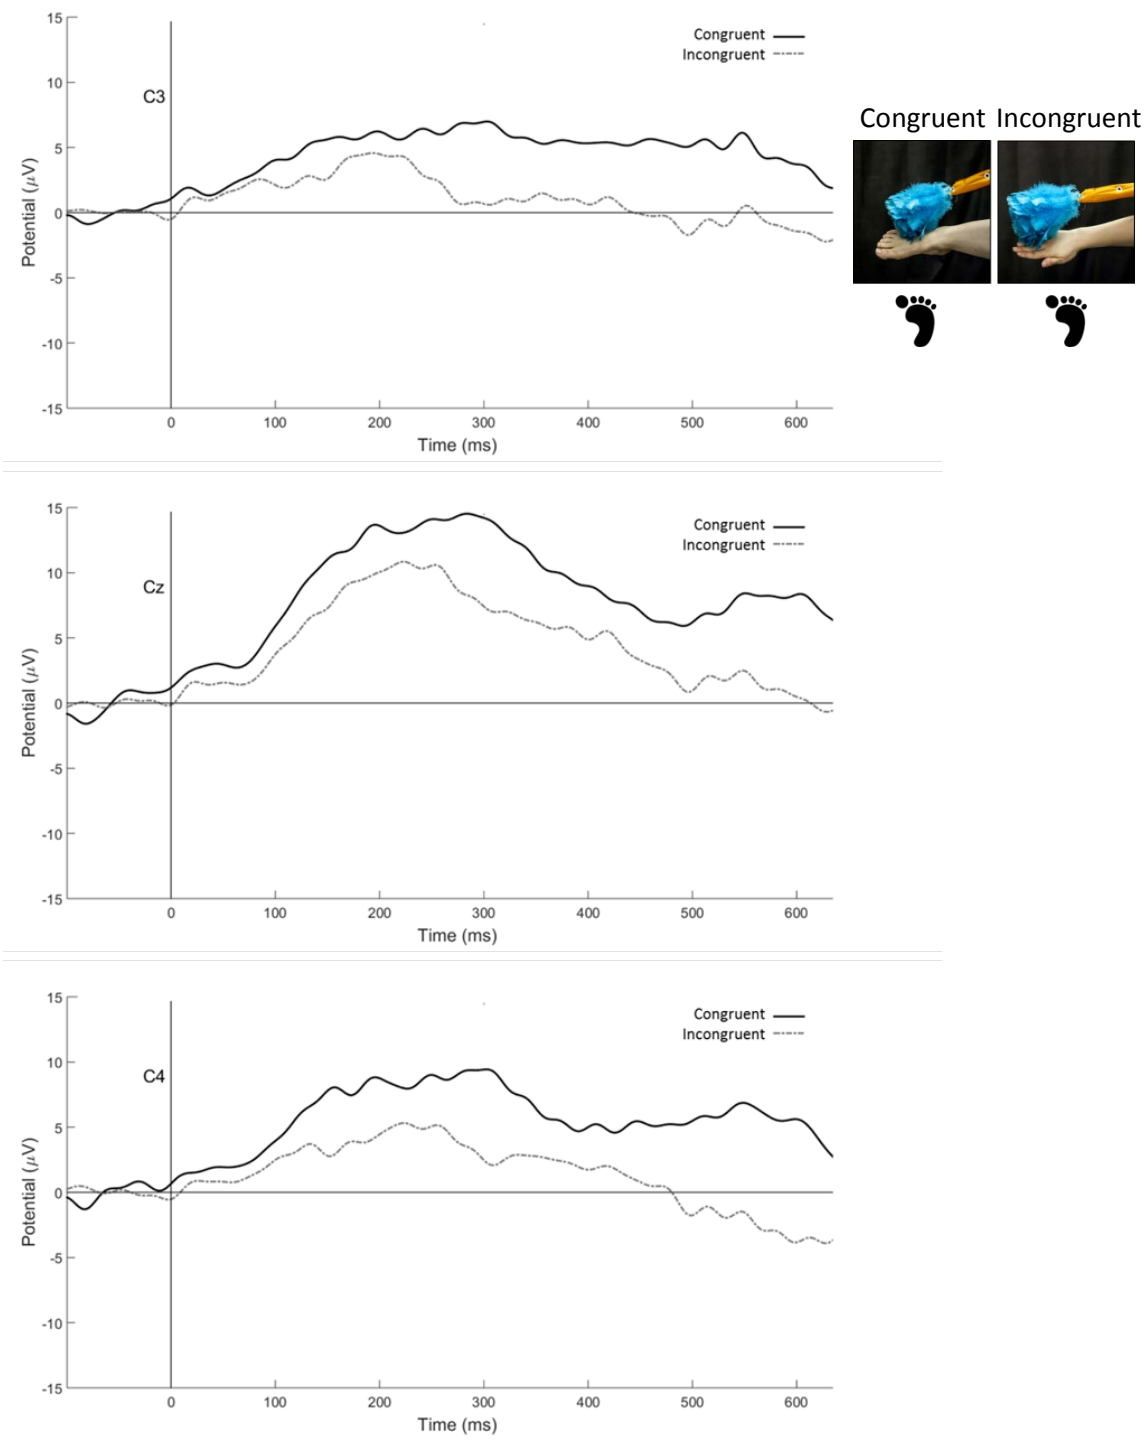 15
10
5
0
-5
-10
-15
Potential (μV)
C3
Congruent
Incongruent
0 100 200 300 400 500 600
Time (ms)
Congruent Incongruent
15
10
5
0
-5
-10
-15
Potential (μV)
Cz
Congruent
Incongruent
0 100 200 300 400 500 600
Time (ms)
15
10
5
0
-5
-10
-15
Potential (μV)
C4
Congruent
Incongruent
0 100 200 300 400 500 600
Time (ms)